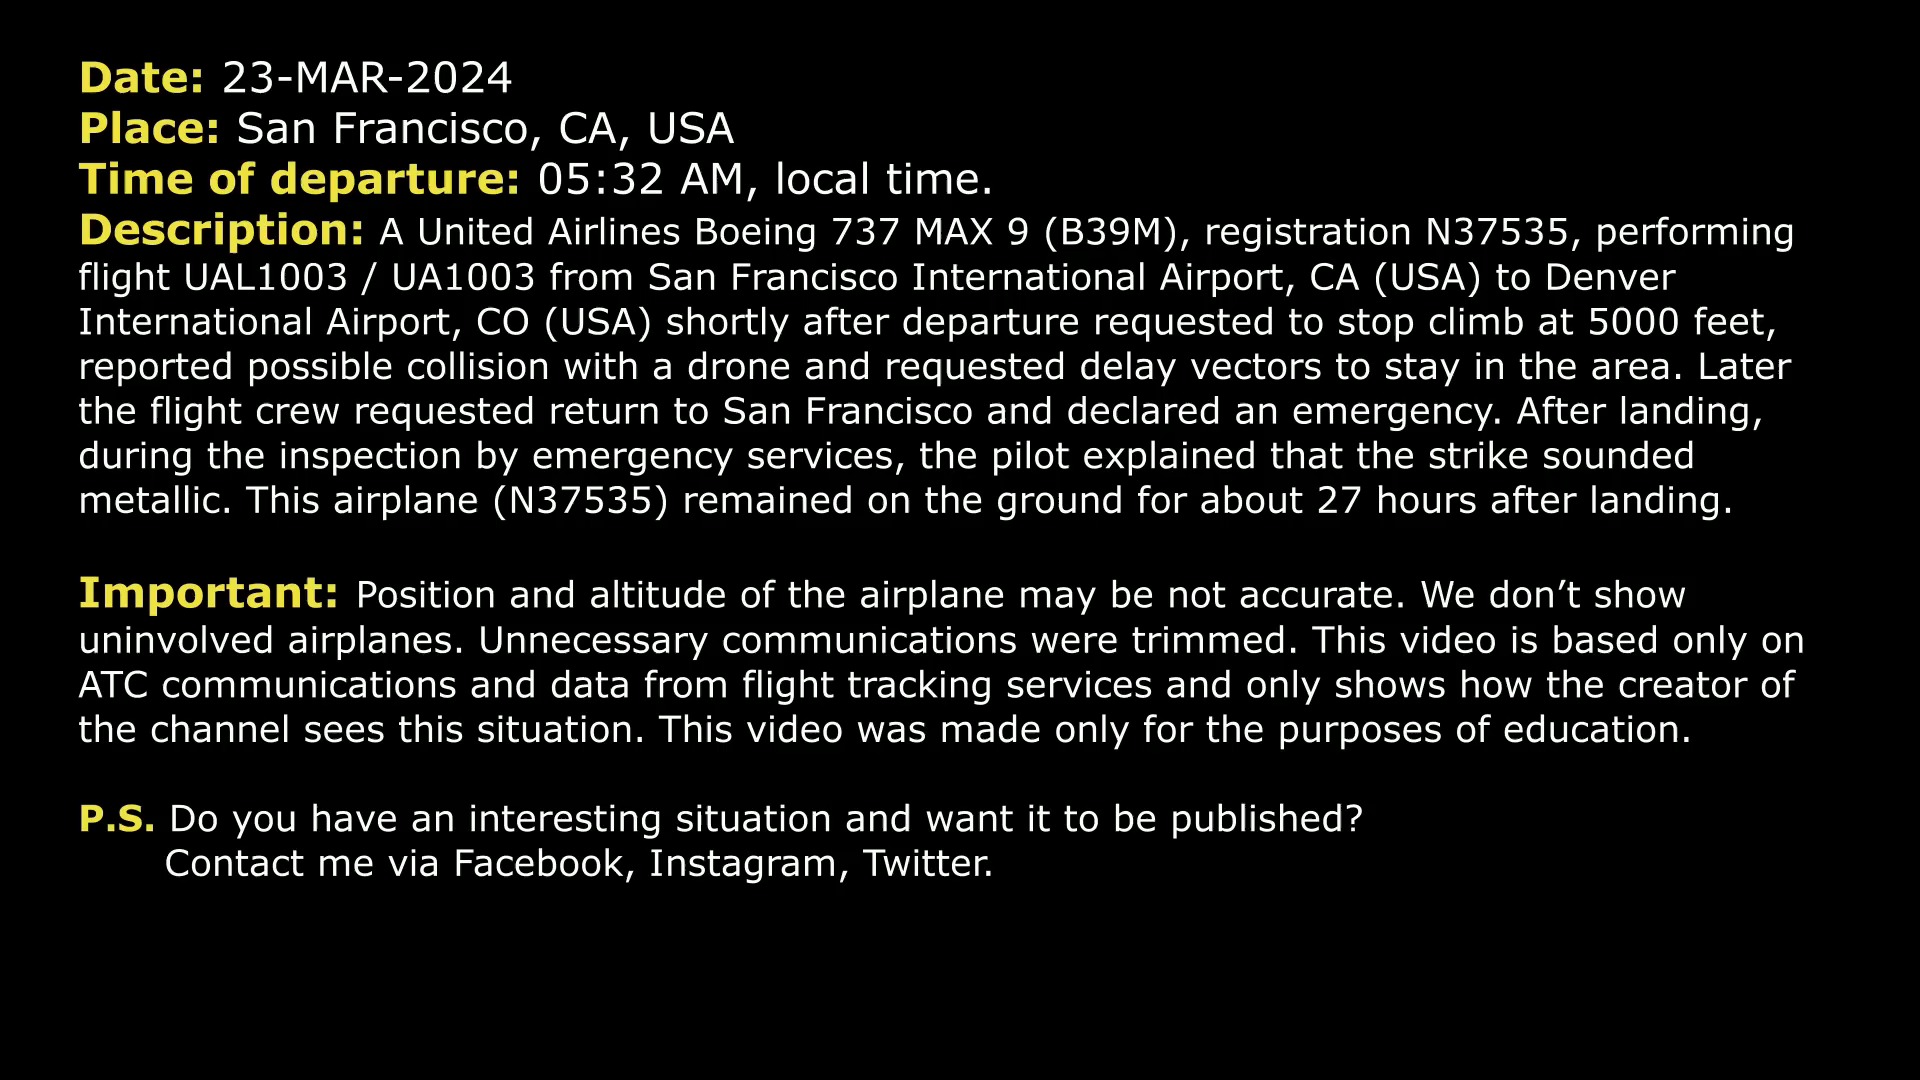 Date: 23-MAR-2024
Place: San Francisco, CA, USA
Time of departure: 05:32 AM, local time.
Description: A United Airlines Boeing 737 MAX 9 (B39M), registration N37535, performing
flight UAL1003 / UA1003 from San Francisco International Airport, CA (USA) to Denver
International Airport, CO (USA) shortly after departure requested to stop climb at 5000 feet,
reported possible collision with a drone and requested delay vectors to stay in the area. Later
the flight crew requested return to San Francisco and declared an emergency. After landing,
during the inspection by emergency services, the pilot explained that the strike sounded
metallic. This airplane (N37535) remained on the ground for about 27 hours after landing.
Important: Position and altitude of the airplane may be not accurate. We don’t show
uninvolved airplanes. Unnecessary communications were trimmed. This video is based only on
ATC communications and data from flight tracking services and only shows how the creator of
the channel sees this situation. This video was made only for the purposes of education.
P.S. Do you have an interesting situation and want it to be published?
Contact me via Facebook, Instagram, Twitter.